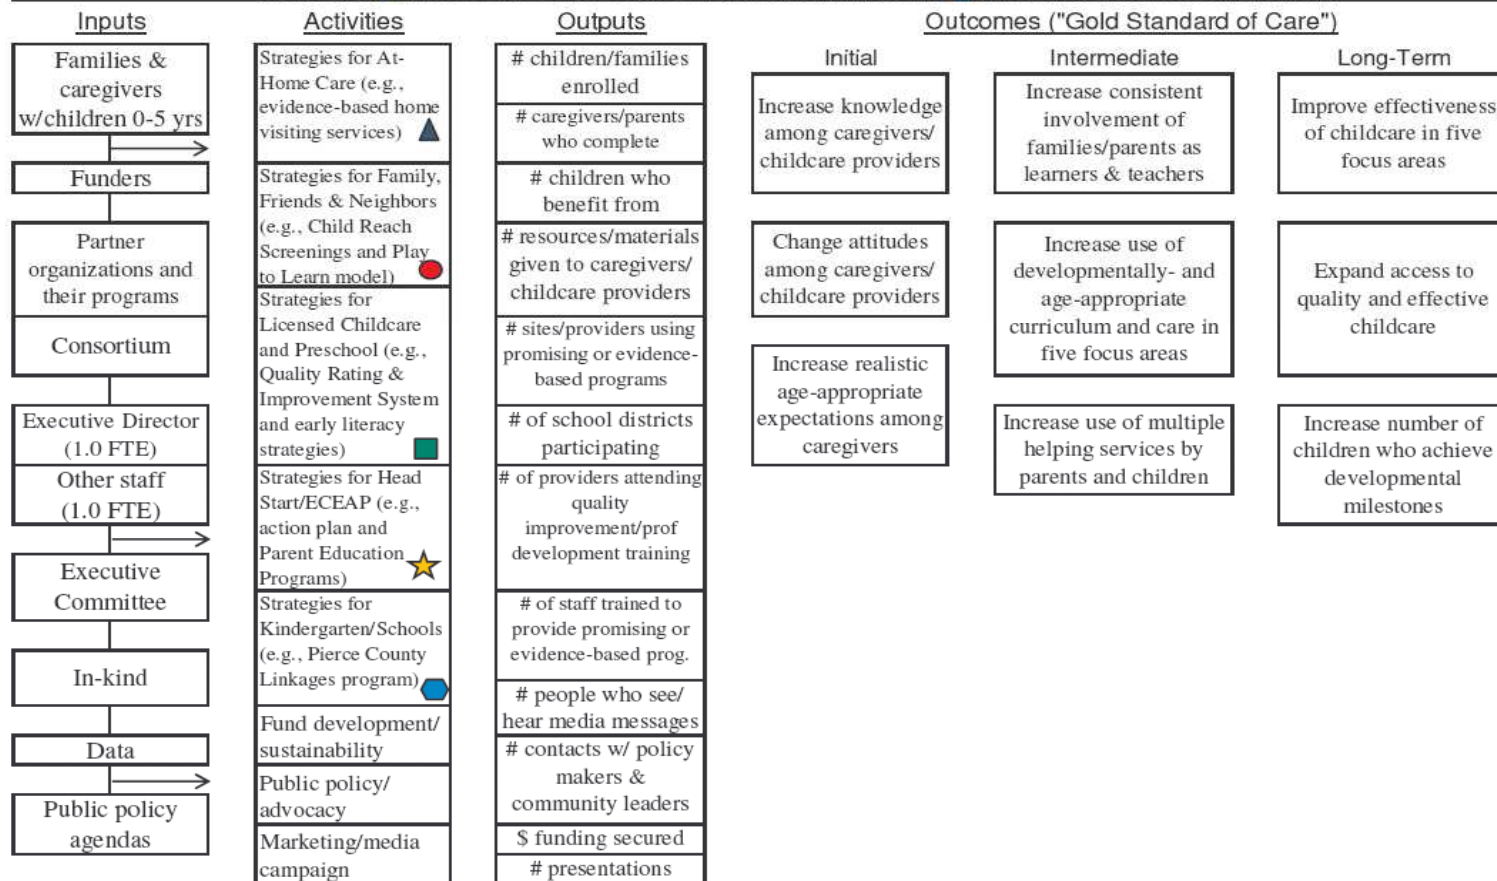 Inputs
Families &
caregivers
w/children 0-5 yrs
Funders
Partner
organizations and
their programs
Consortium
Executive Director
(1.0 FTE)
Other staff
(1.0 FTE)
Executive
Committee
In-kind
Data
Public policy
agendas
Activities
Strategies for At-
Home Care (e.g.,
evidence-based home
visiting services)
Strategies for Family,
Friends & Neighbors
(e.g., Child Reach
Screenings and Play
to Learn model)
Strategies for
Licensed Childcare
and Preschool (e.g.,
Quality Rating &
Improvement System
and early literacy
strategies)
Strategies for Head
Start/ECEAP (e.g.,
action plan and
Parent Education
Programs)
Strategies for
Kindergarten/Schools
(e.g., Pierce County
Linkages program)
Fund development/
sustainability
Public policy/
advocacy
Marketing/media
campaign
Outputs
# children/families
enrolled
# caregivers/parents
who complete
# children who
benefit from
# resources/materials
given to caregivers/
childcare providers
# sites/providers using
promising or evidence-
based programs
# of school districts
participating
# of providers attending
quality
improvement/prof
development training
# of staff trained to
provide promising or
evidence-based prog.
# people who see/
hear media messages
# contacts w/ policy
makers &
community leaders
$ funding secured
# presentations
Outcomes ("Gold Standard of Care")
Initial
Increase knowledge
among caregivers/
childcare providers
Change attitudes
among caregivers/
childcare providers
Increase realistic
age-appropriate
expectations among
caregivers
Intermediate
Increase consistent
involvement of
families/parents as
learners & teachers
Increase use of
developmentally- and
age-appropriate
curriculum and care in
five focus areas
Increase use of multiple
helping services by
parents and children
Long-Term
Improve effectiveness
of childcare in five
focus areas
Expand access to
quality and effective
childcare
Increase number of
children who achieve
developmental
milestones